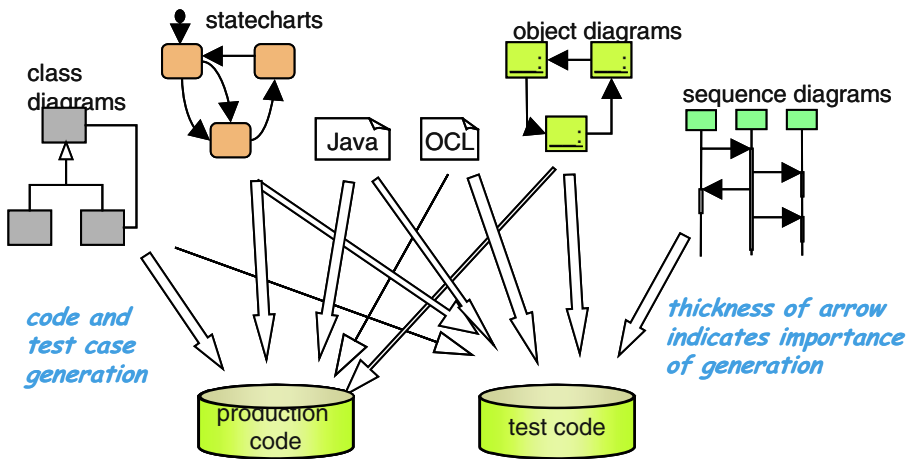 statecharts
object diagrams
class
diagrams
sequence diagrams
Java
OCL
code and
test case
generation
thickness of arrow
indicates importance
of generation
production
code
test code